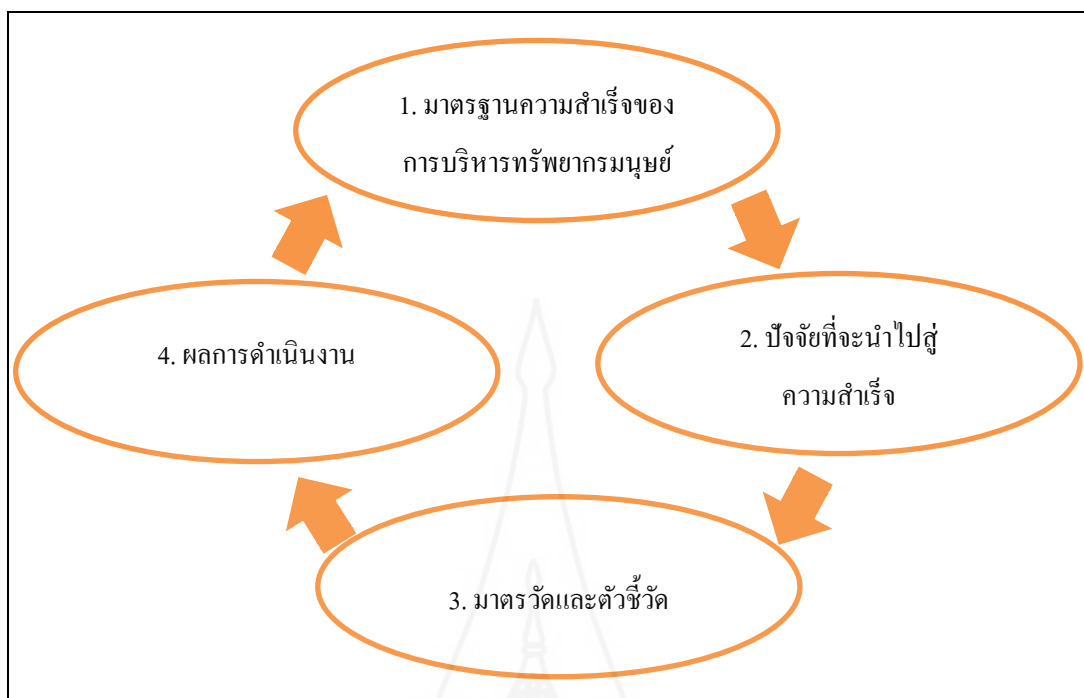 1. มาตรฐานความสำเร็จของ
การบริหารทรัพยากรมนุษย์
2. ปัจจัยที่จะนำไปสู่
ความสำเร็จ
3. มาตรวัดและตัวชี้วัด
4. ผลการดำเนินงาน